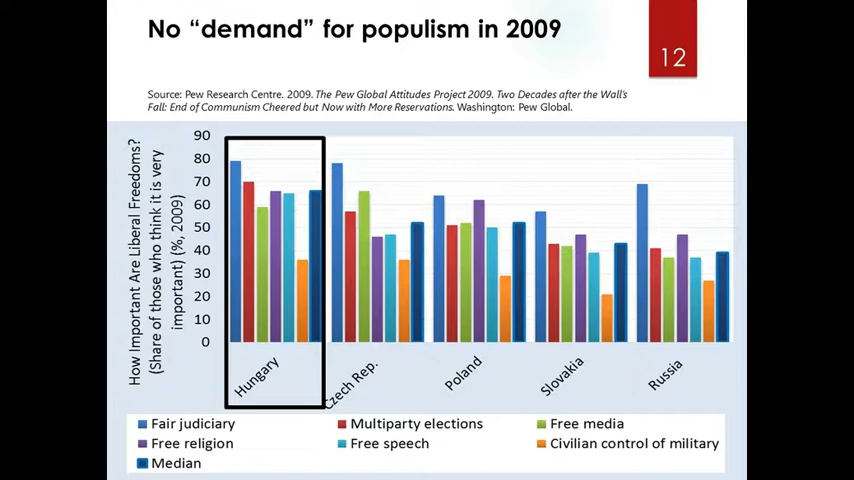 No “demand” for populism in 2009
12
Source: Pew Research Centre. 2009. The Pew Global Attitudes Project 2009. Two Decades after the Wall’s
Fall: End of Communism Cheered but Now with More Reservations. Washington: Pew Global.
How Important Are Liberal Freedoms?
(Share of those who think it is very
important) (%, 2009)
90
80
70
60
50
40
30
20
10
0
Hungary
Czech Rep.
Poland
Slovakia
Russia
Fair judiciary
Multiparty elections
Free media
Free religion
Free speech
Civilian control of military
Median